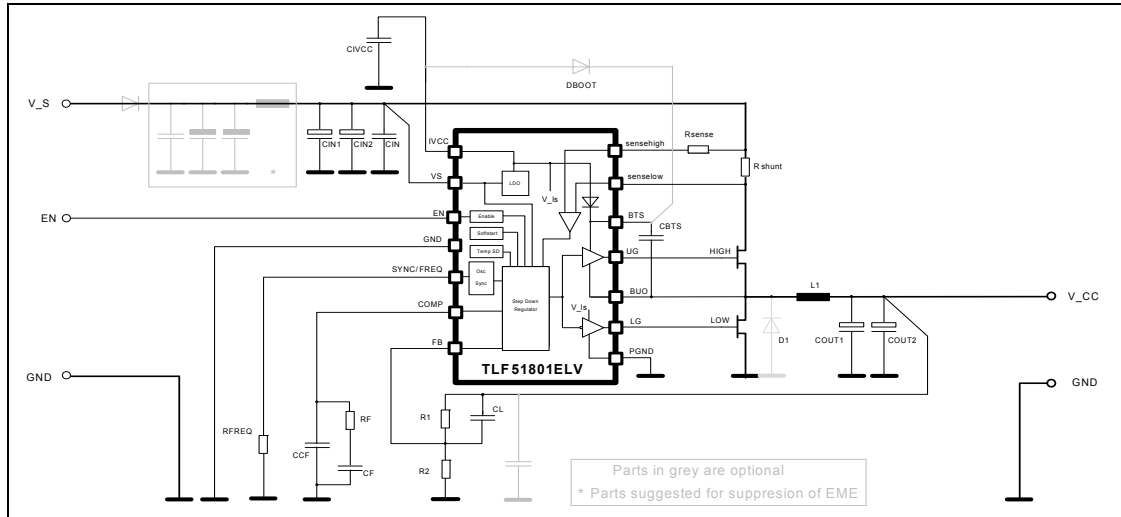 CIVCC
DBOOT
V_S
CIN1
CIN2
CIN
*
IVCC
VS
EN
EN
GND
SYNC/FREQ
COMP
FB
LDO
Enable
Softstart
Temp SD
Osc
Sync
Step Down
Regulator
V_ls
V_ls
sensehigh
senselow
BTS
UG
BUO
LG
PGND
TLF51801ELV
Rsense
R shunt
CBTS
HIGH
LOW
L1
D1
COUT1
COUT2
V_CC
GND
GND
RFREQ
CCF
RF
CF
R1
R2
CL
Parts in grey are optional
* Parts suggested for suppresion of EME